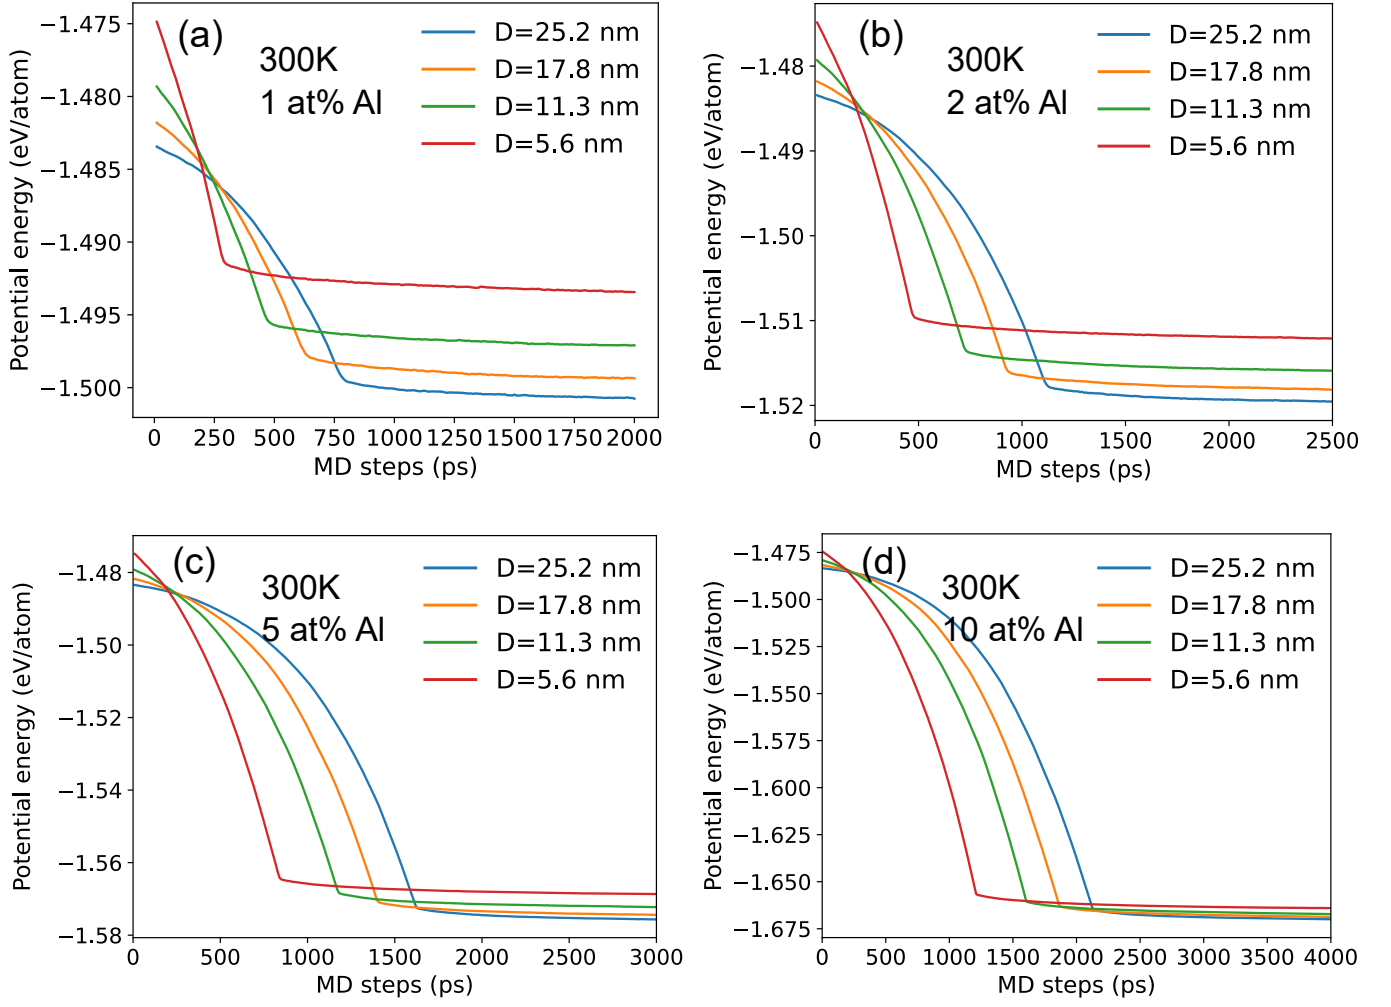 (a)
300K
1 at% Al
D=25.2 nm
D=17.8 nm
D=11.3 nm
D=5.6 nm
−1.475
−1.480
−1.485
−1.490
−1.495
−1.500
Potential energy (eV/atom)
0 250 500 750 1000 1250 1500 1750 2000
MD steps (ps)
(b)
300K
2 at% Al
D=25.2 nm
D=17.8 nm
D=11.3 nm
D=5.6 nm
−1.48
−1.49
−1.50
−1.51
−1.52
Potential energy (eV/atom)
0 500 1000 1500 2000 2500
MD steps (ps)
(c)
300K
5 at% Al
D=25.2 nm
D=17.8 nm
D=11.3 nm
D=5.6 nm
−1.48
−1.50
−1.52
−1.54
−1.56
−1.58
Potential energy (eV/atom)
0 500 1000 1500 2000 2500 3000
MD steps (ps)
(d)
300K
10 at% Al
D=25.2 nm
D=17.8 nm
D=11.3 nm
D=5.6 nm
−1.475
−1.500
−1.525
−1.550
−1.575
−1.600
−1.625
−1.650
−1.675
Potential energy (eV/atom)
0 500 1000 1500 2000 2500 3000 3500 4000
MD steps (ps)